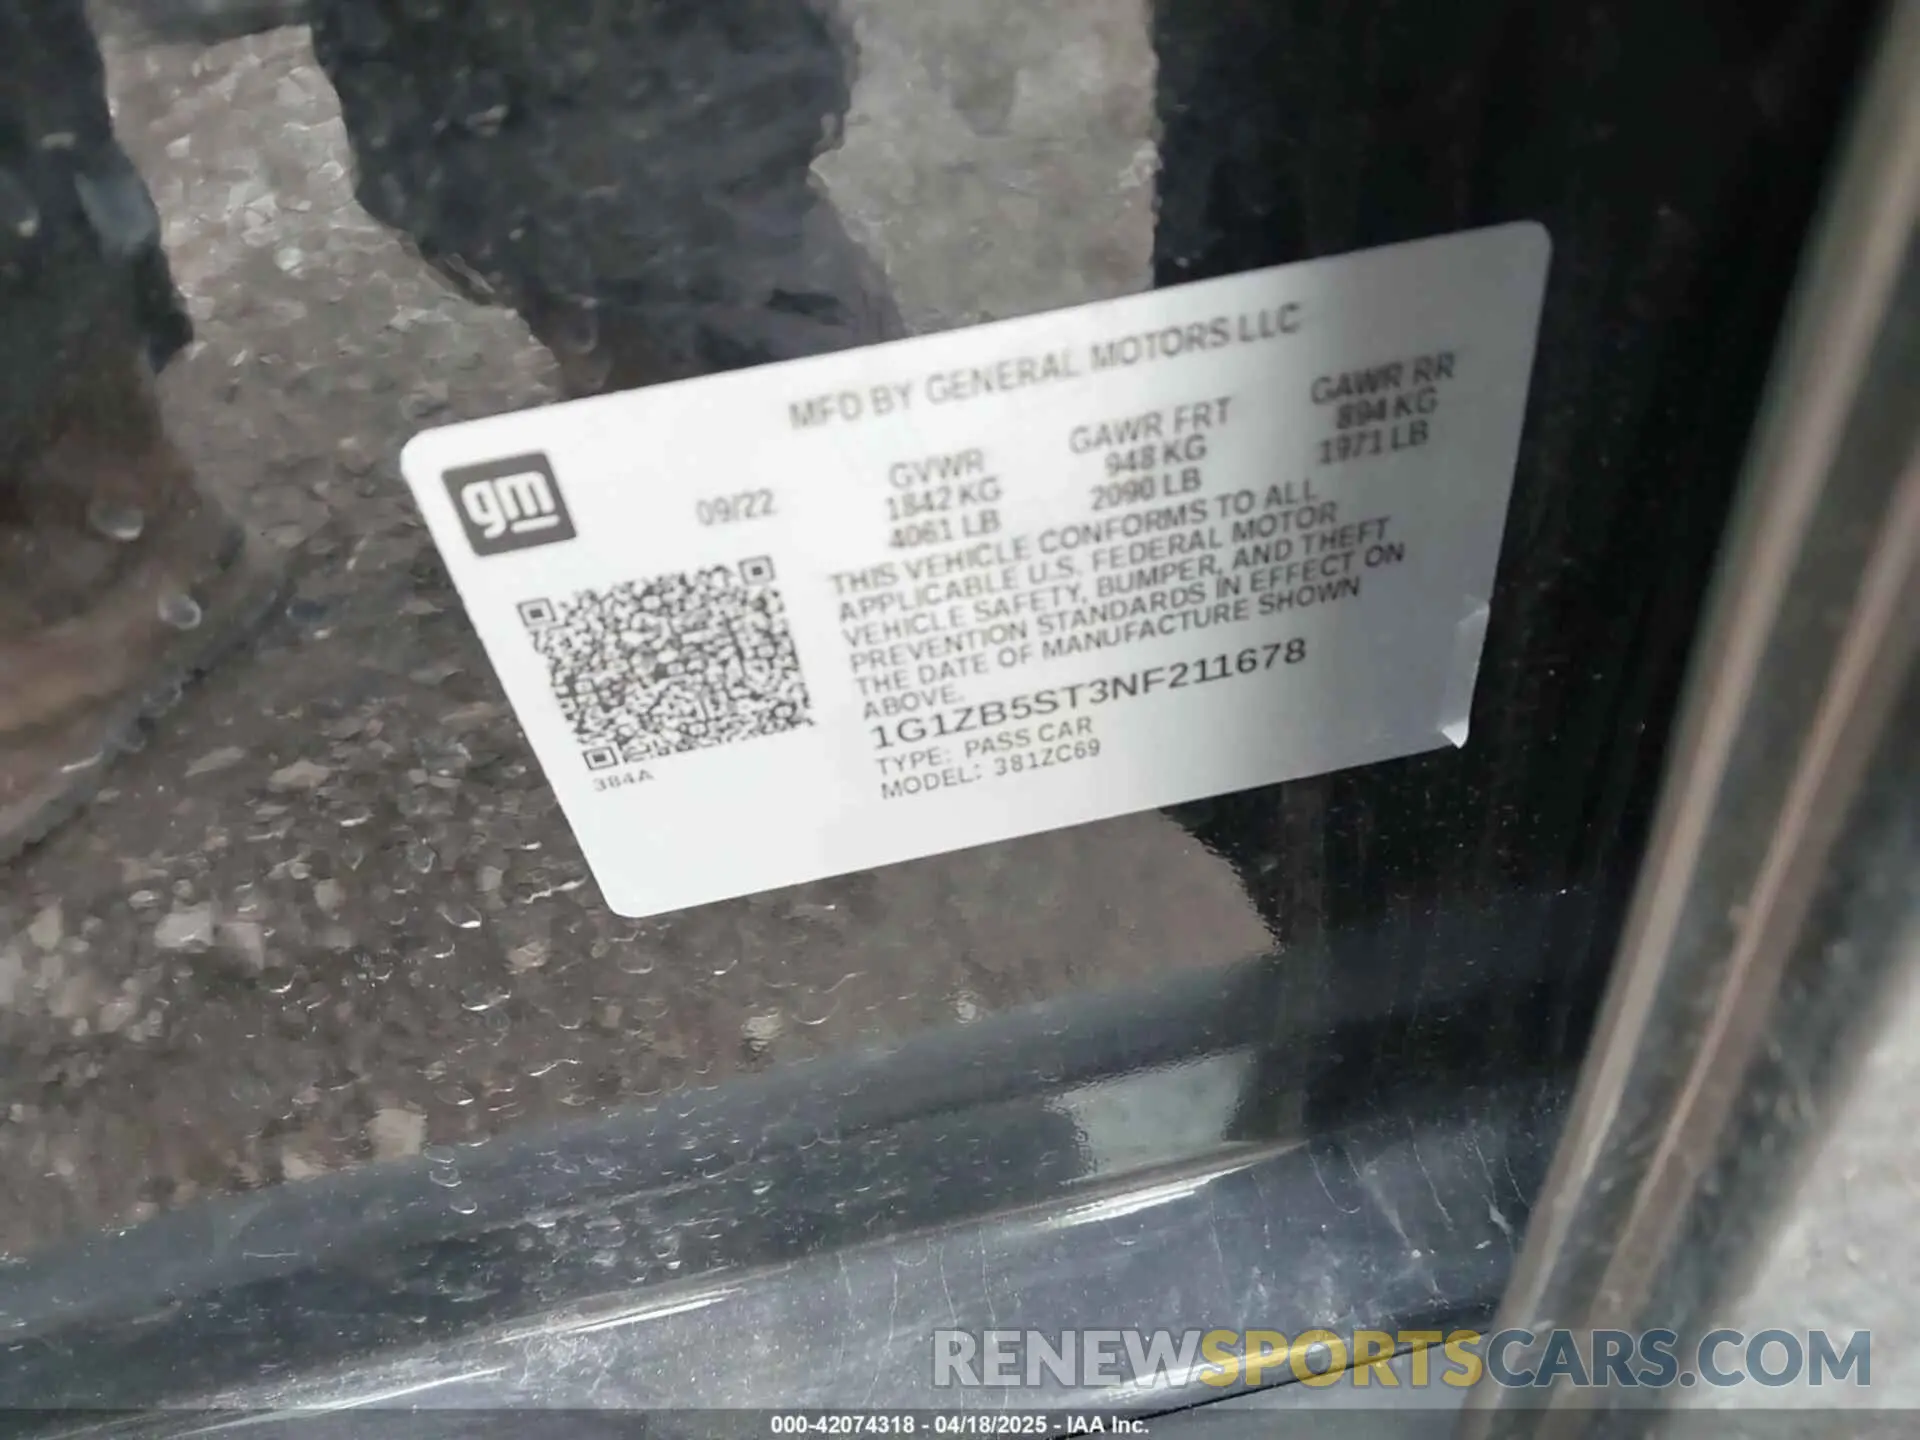 MFD BY GENERAL MOTORS LLC
gm
09/22
GVWR
1842 KG
4061 LB
GAWR FRT
948 KG
2090 LB
GAWR RR
894 KG
1971 LB
THIS VEHICLE CONFORMS TO ALL
APPLICABLE U.S. FEDERAL MOTOR
VEHICLE SAFETY, BUMPER, AND THEFT
PREVENTION STANDARDS IN EFFECT ON
THE DATE OF MANUFACTURE SHOWN
ABOVE.
1G1ZB5ST3NF211678
TYPE: PASS CAR
MODEL: 381ZC69
384A
RENEWSPORTSCARS.COM
000-42074318 - 04/18/2025 - IAA Inc.